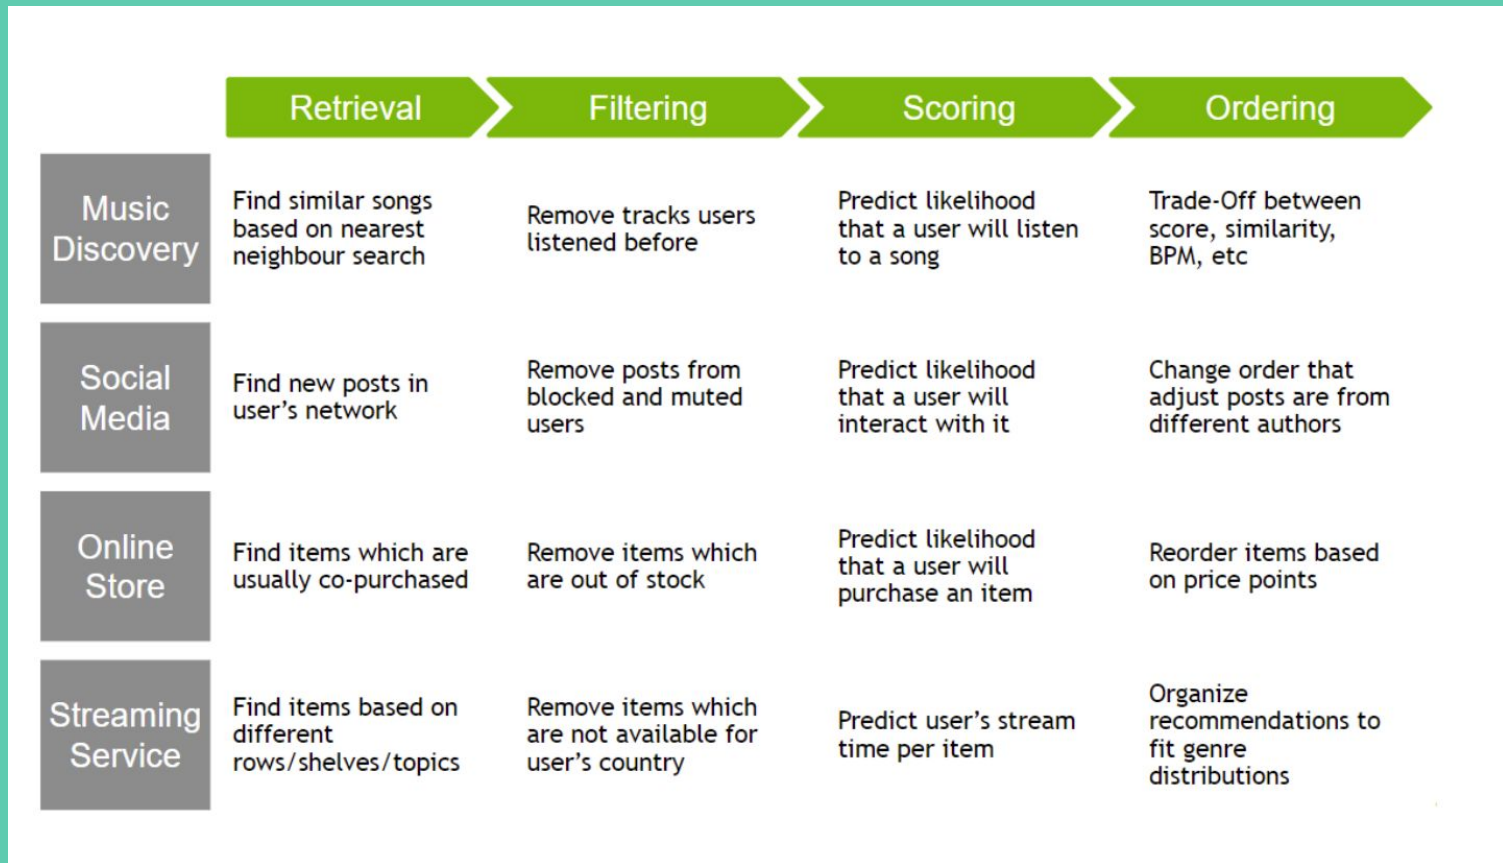 Retrieval
Filtering
Scoring
Ordering
Music
Discovery
Find similar songs
based on nearest
neighbour search
Remove tracks users
listened before
Predict likelihood
that a user will listen
to a song
Trade-Off between
score, similarity,
BPM, etc
Social
Media
Find new posts in
user’s network
Remove posts from
blocked and muted
users
Predict likelihood
that a user will
interact with it
Change order that
adjust posts are from
different authors
Online
Store
Find items which are
usually co-purchased
Remove items which
are out of stock
Predict likelihood
that a user will
purchase an item
Reorder items based
on price points
Streaming
Service
Find items based on
different
rows/shelves/topics
Remove items which
are not available for
user’s country
Predict user’s stream
time per item
Organize
recommendations to
fit genre
distributions